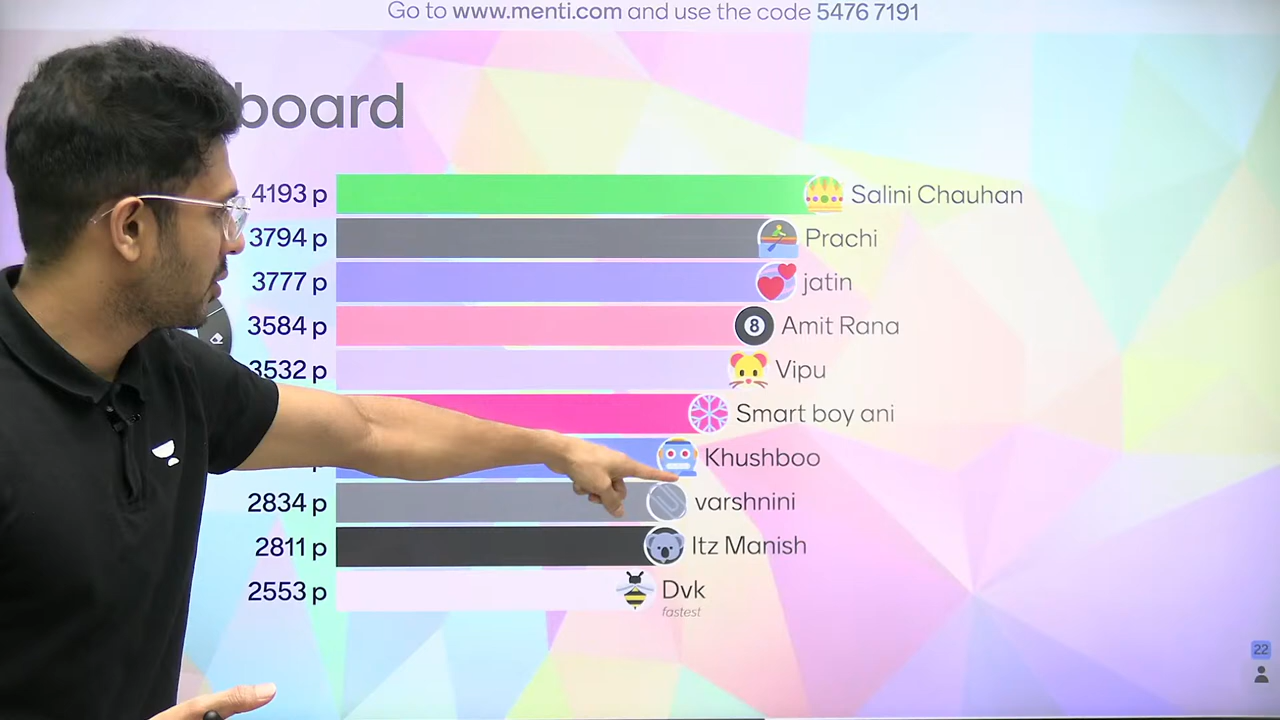 Go to www.menti.com and use the code 5476 7191
board
4193 p Salini Chauhan
3794 p Prachi
3777 p jatin
3584 p 8 Amit Rana
3532 p Vipu
Smart boy ani
p Khushboo
2834 p varshnini
2811 p Itz Manish
2553 p Dvk
fastest
22